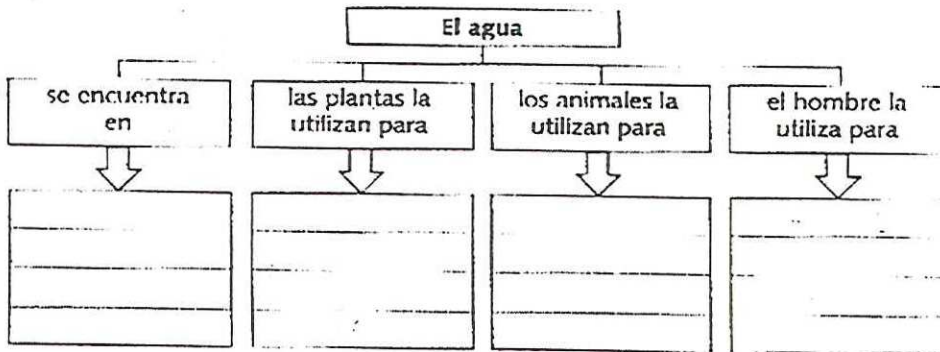 El agua
se encuentra
en
las plantas la
utilizan para
los animales la
utilizan para
el hombre la
utiliza para